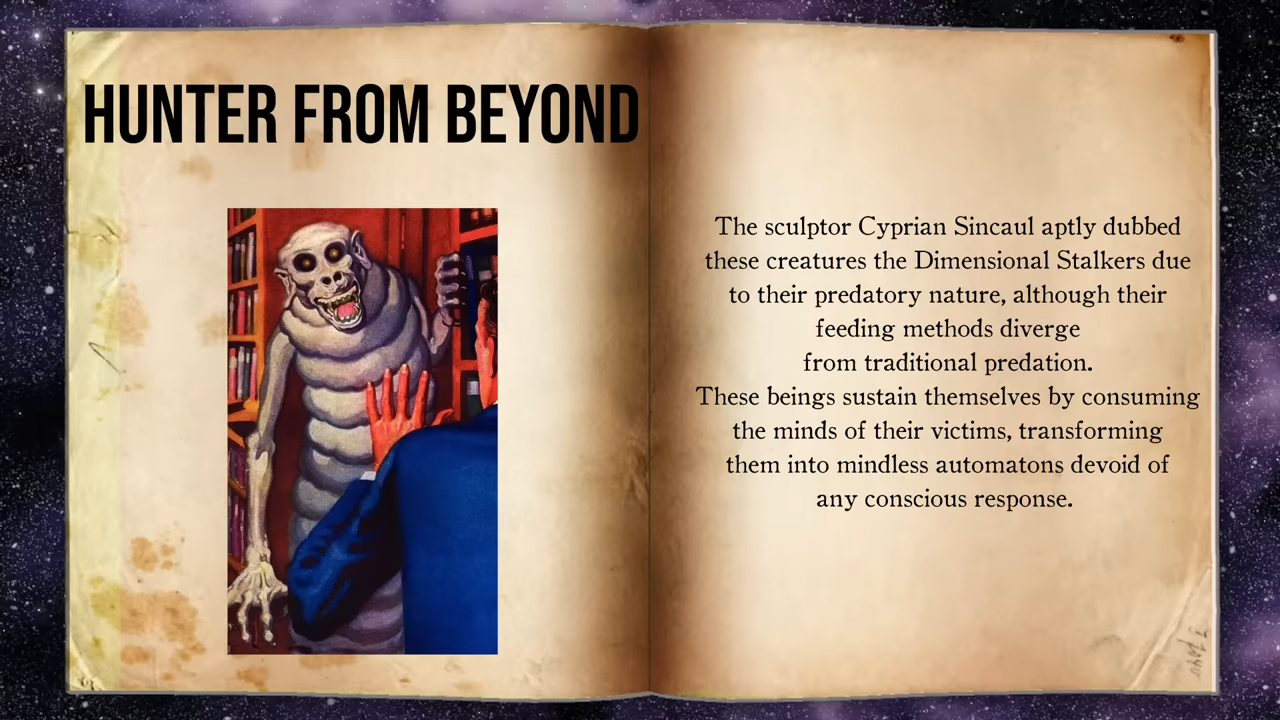 HUNTER FROM BEYOND
The sculptor Cyprian Sincaul aptly dubbed
these creatures the Dimensional Stalkers due
to their predatory nature, although their
feeding methods diverge
from traditional predation.
These beings sustain themselves by consuming
the minds of their victims, transforming
them into mindless automatons devoid of
any conscious response.